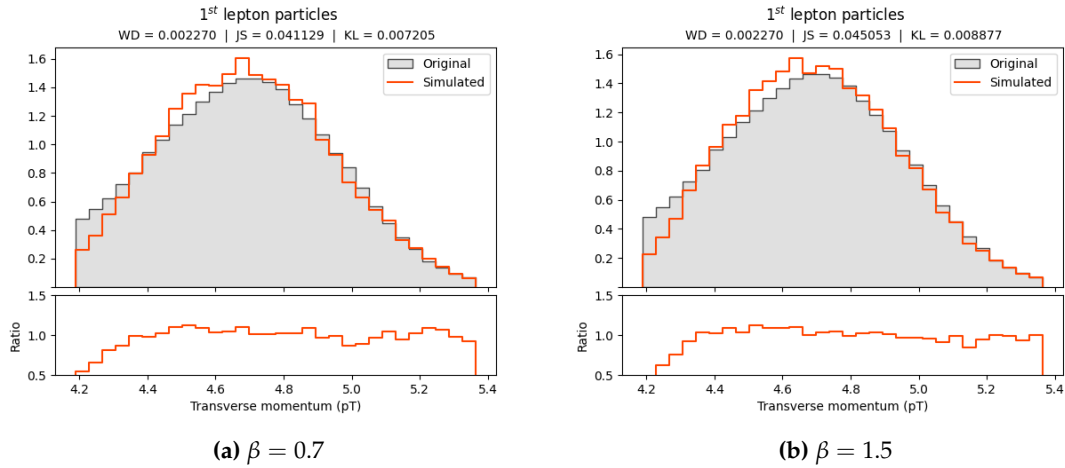 1st lepton particles
WD = 0.002270 | JS = 0.041129 | KL = 0.007205
1.6
1.4
1.2
1.0
0.8
0.6
0.4
0.2
Original
Simulated
1.5
1.0
0.5
Ratio
4.2 4.4 4.6 4.8 5.0 5.2 5.4
Transverse momentum (pT)
(a) β = 0.7
1st lepton particles
WD = 0.002270 | JS = 0.045053 | KL = 0.008877
1.6
1.4
1.2
1.0
0.8
0.6
0.4
0.2
Original
Simulated
1.5
1.0
0.5
Ratio
4.2 4.4 4.6 4.8 5.0 5.2 5.4
Transverse momentum (pT)
(b) β = 1.5